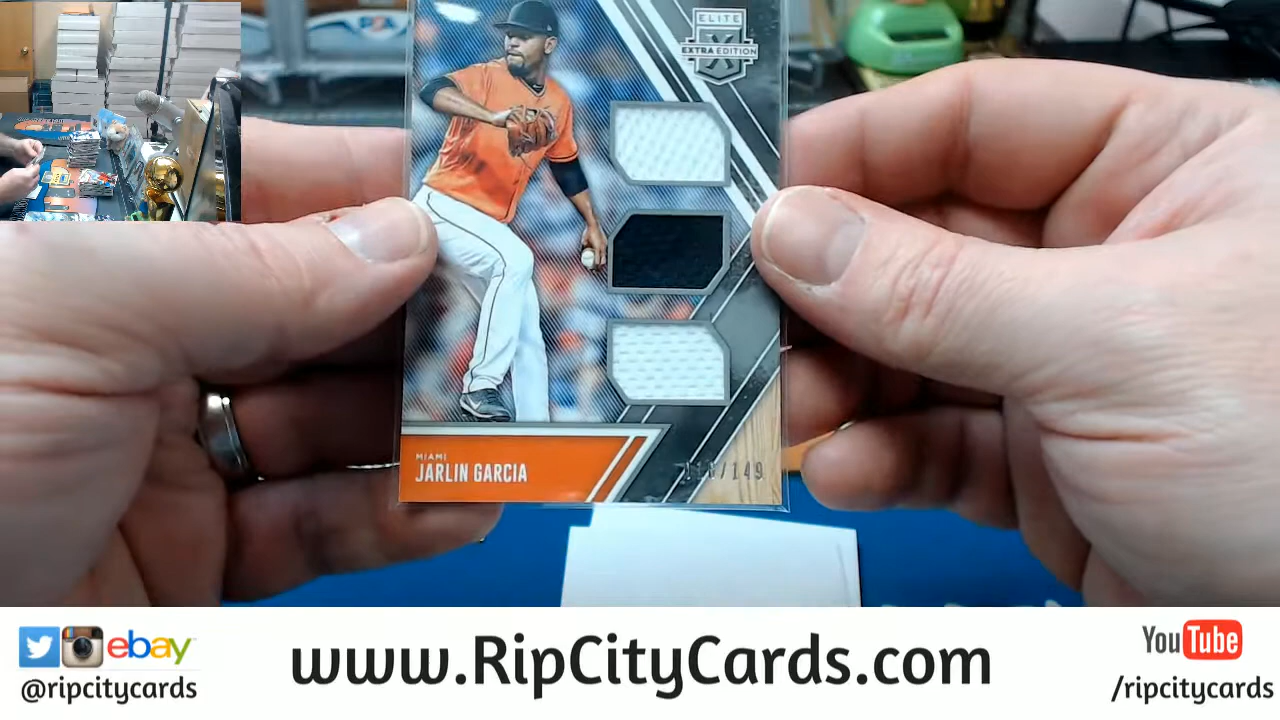 ELITE
EXTRA EDITION
X
MIAMI
JARLIN GARCIA
/149
ebay
@ripcitycards
www.RipCityCards.com
YouTube
/ripcitycards